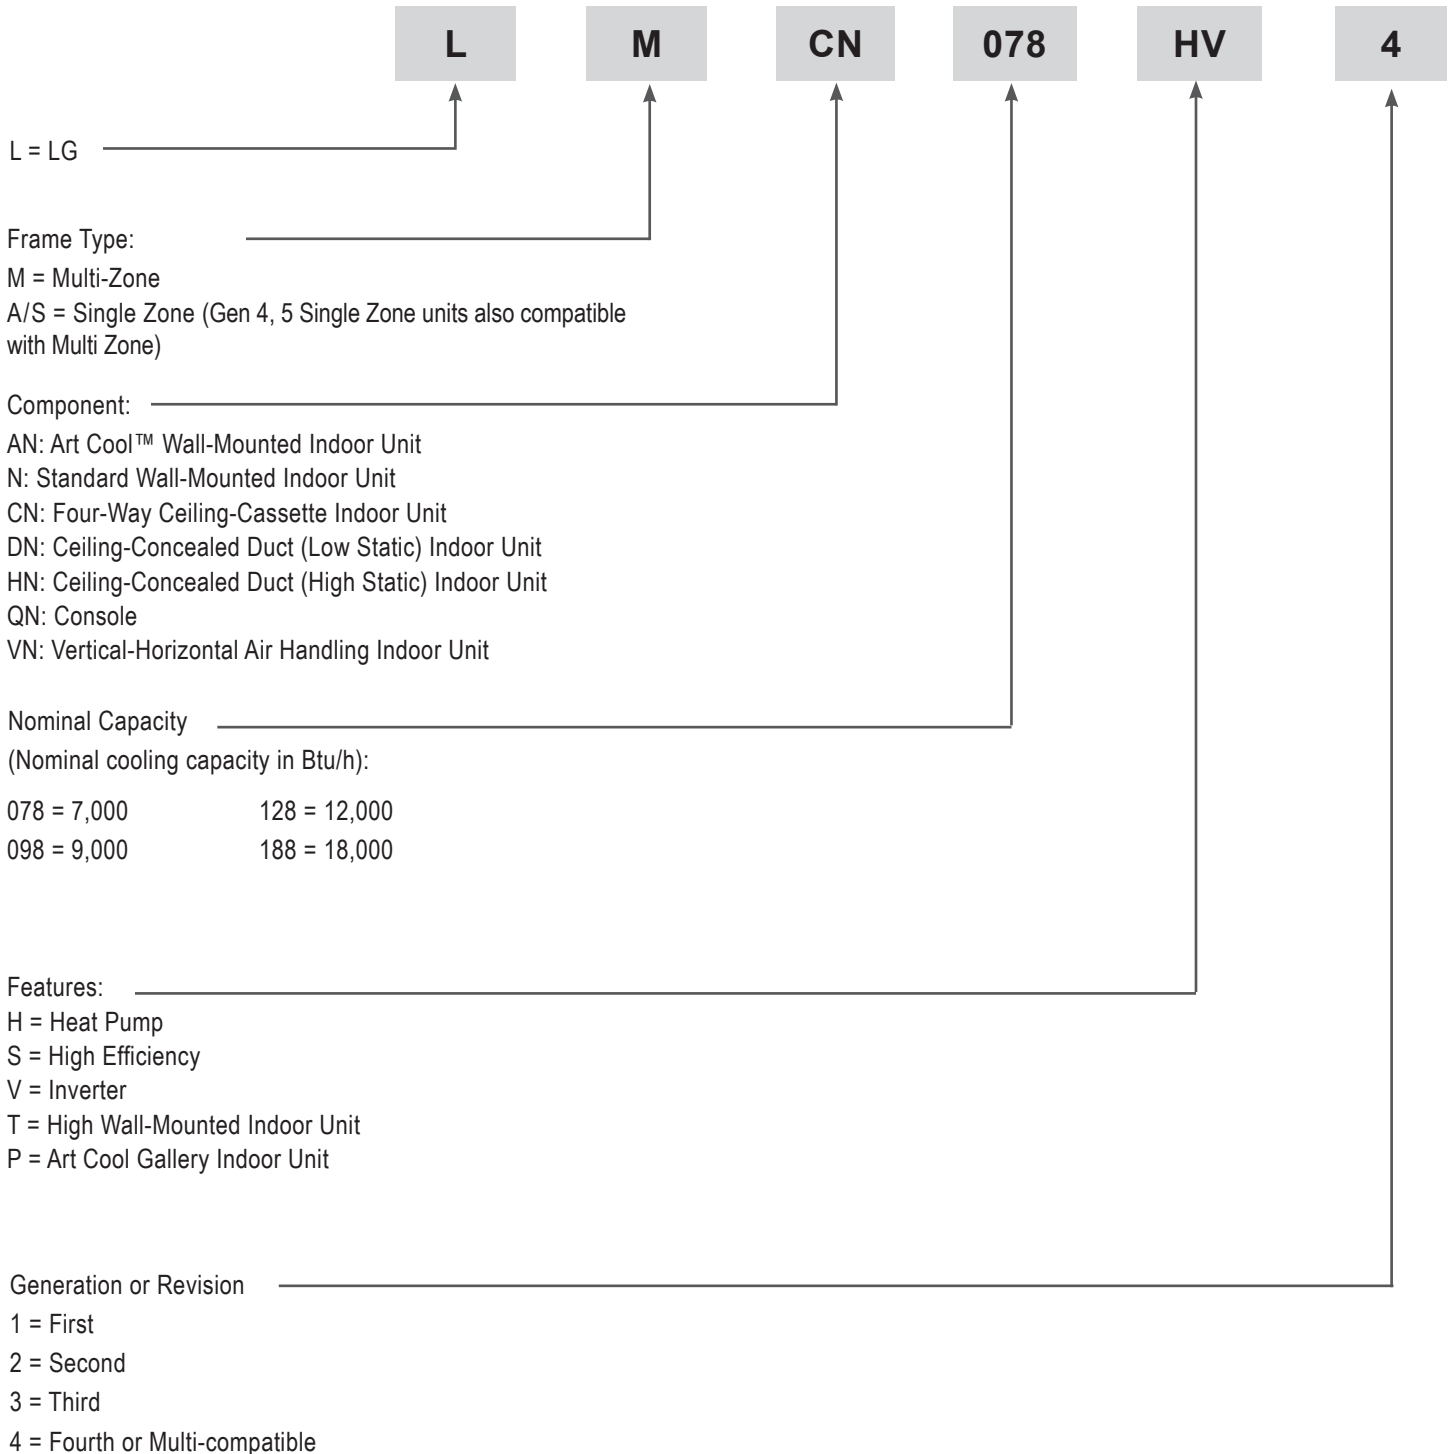 L M CN 078 HV 4
L = LG
Frame Type:
M = Multi-Zone
A/S = Single Zone (Gen 4, 5 Single Zone units also compatible
with Multi Zone)
Component:
AN: Art Cool™ Wall-Mounted Indoor Unit
N: Standard Wall-Mounted Indoor Unit
CN: Four-Way Ceiling-Cassette Indoor Unit
DN: Ceiling-Concealed Duct (Low Static) Indoor Unit
HN: Ceiling-Concealed Duct (High Static) Indoor Unit
QN: Console
VN: Vertical-Horizontal Air Handling Indoor Unit
Nominal Capacity
(Nominal cooling capacity in Btu/h):
078 = 7,000 128 = 12,000
098 = 9,000 188 = 18,000
Features:
H = Heat Pump
S = High Efficiency
V = Inverter
T = High Wall-Mounted Indoor Unit
P = Art Cool Gallery Indoor Unit
Generation or Revision
1 = First
2 = Second
3 = Third
4 = Fourth or Multi-compatible